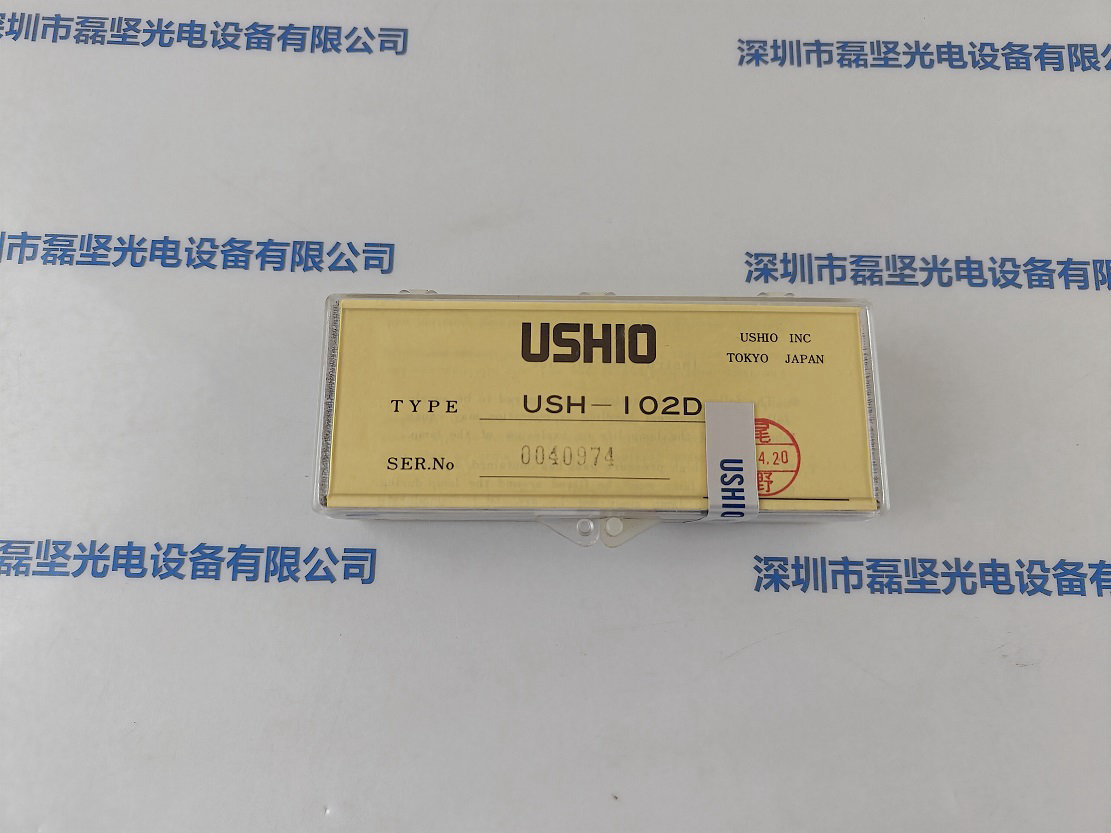 深圳市磊坚光电设备有限公司
深圳市磊坚光电设备有限公
市磊坚光电设备有限公司
深圳市磊坚光电设备有限
USHIO
USHIO INC
TOKYO JAPAN
TYPE USH-102D
SER.No 0040974
尾
4.20
野
USHIO
磊坚光电设备有限公司
深圳市磊坚光电设备有